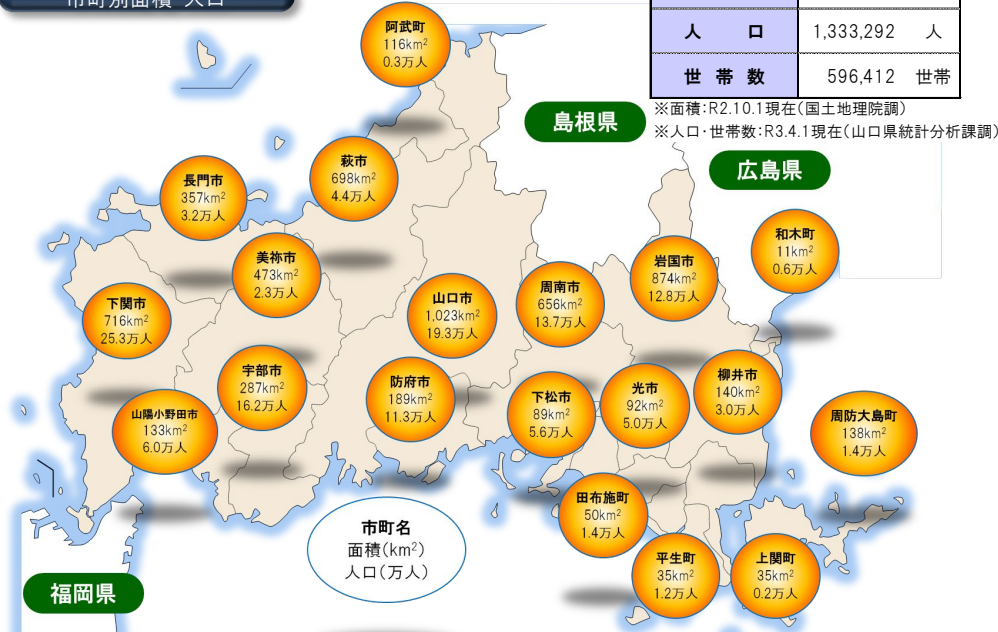 市町別面積・人口
人口 1,333,292 人
世帯数 596,412 世帯
※面積:R2.10.1現在(国土地理院調)
※人口・世帯数:R3.4.1現在(山口県統計分析課調)
阿武町
116km²
0.3万人
島根県
広島県
萩市
698km²
4.4万人
長門市
357km²
3.2万人
和木町
11km²
0.6万人
美祢市
473km²
2.3万人
岩国市
874km²
12.8万人
下関市
716km²
25.3万人
山口市
1,023km²
19.3万人
周南市
656km²
13.7万人
宇部市
287km²
16.2万人
防府市
189km²
11.3万人
下松市
89km²
5.6万人
光市
92km²
5.0万人
柳井市
140km²
3.0万人
山陽小野田市
133km²
6.0万人
周防大島町
138km²
1.4万人
田布施町
50km²
1.4万人
市町名
面積(km²)
人口(万人)
平生町
35km²
1.2万人
上関町
35km²
0.2万人
福岡県